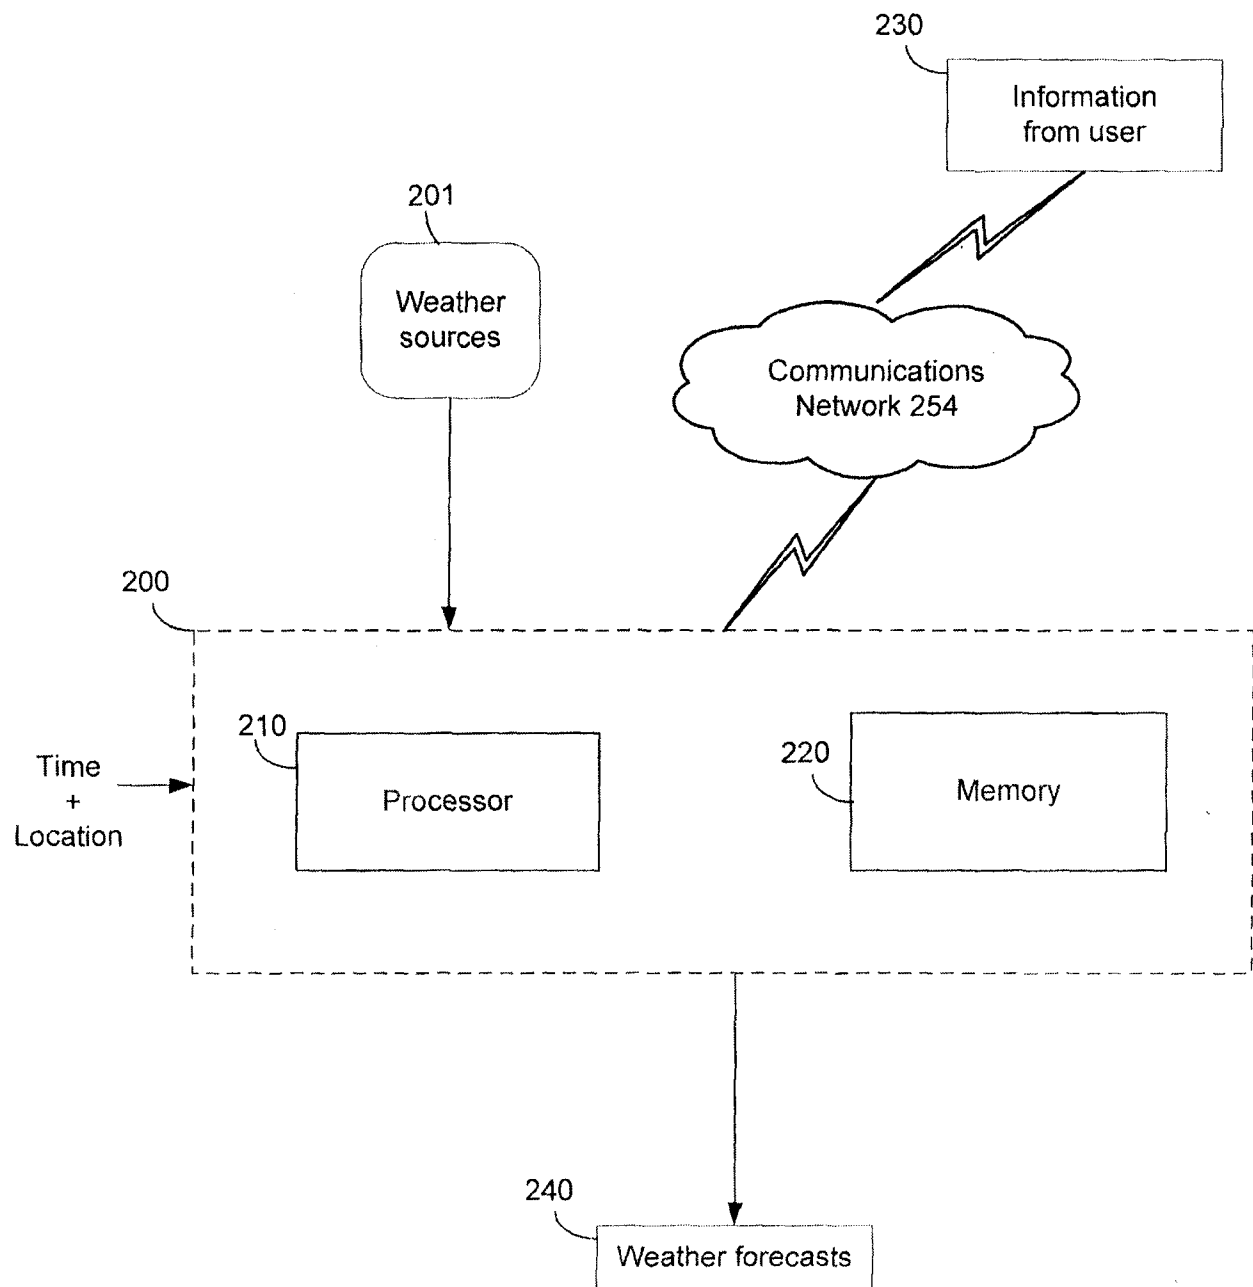 230
Information
from user
201
Weather
sources
Communications
Network 254
200
210
Processor
220
Memory
Time
+
Location
240
Weather forecasts